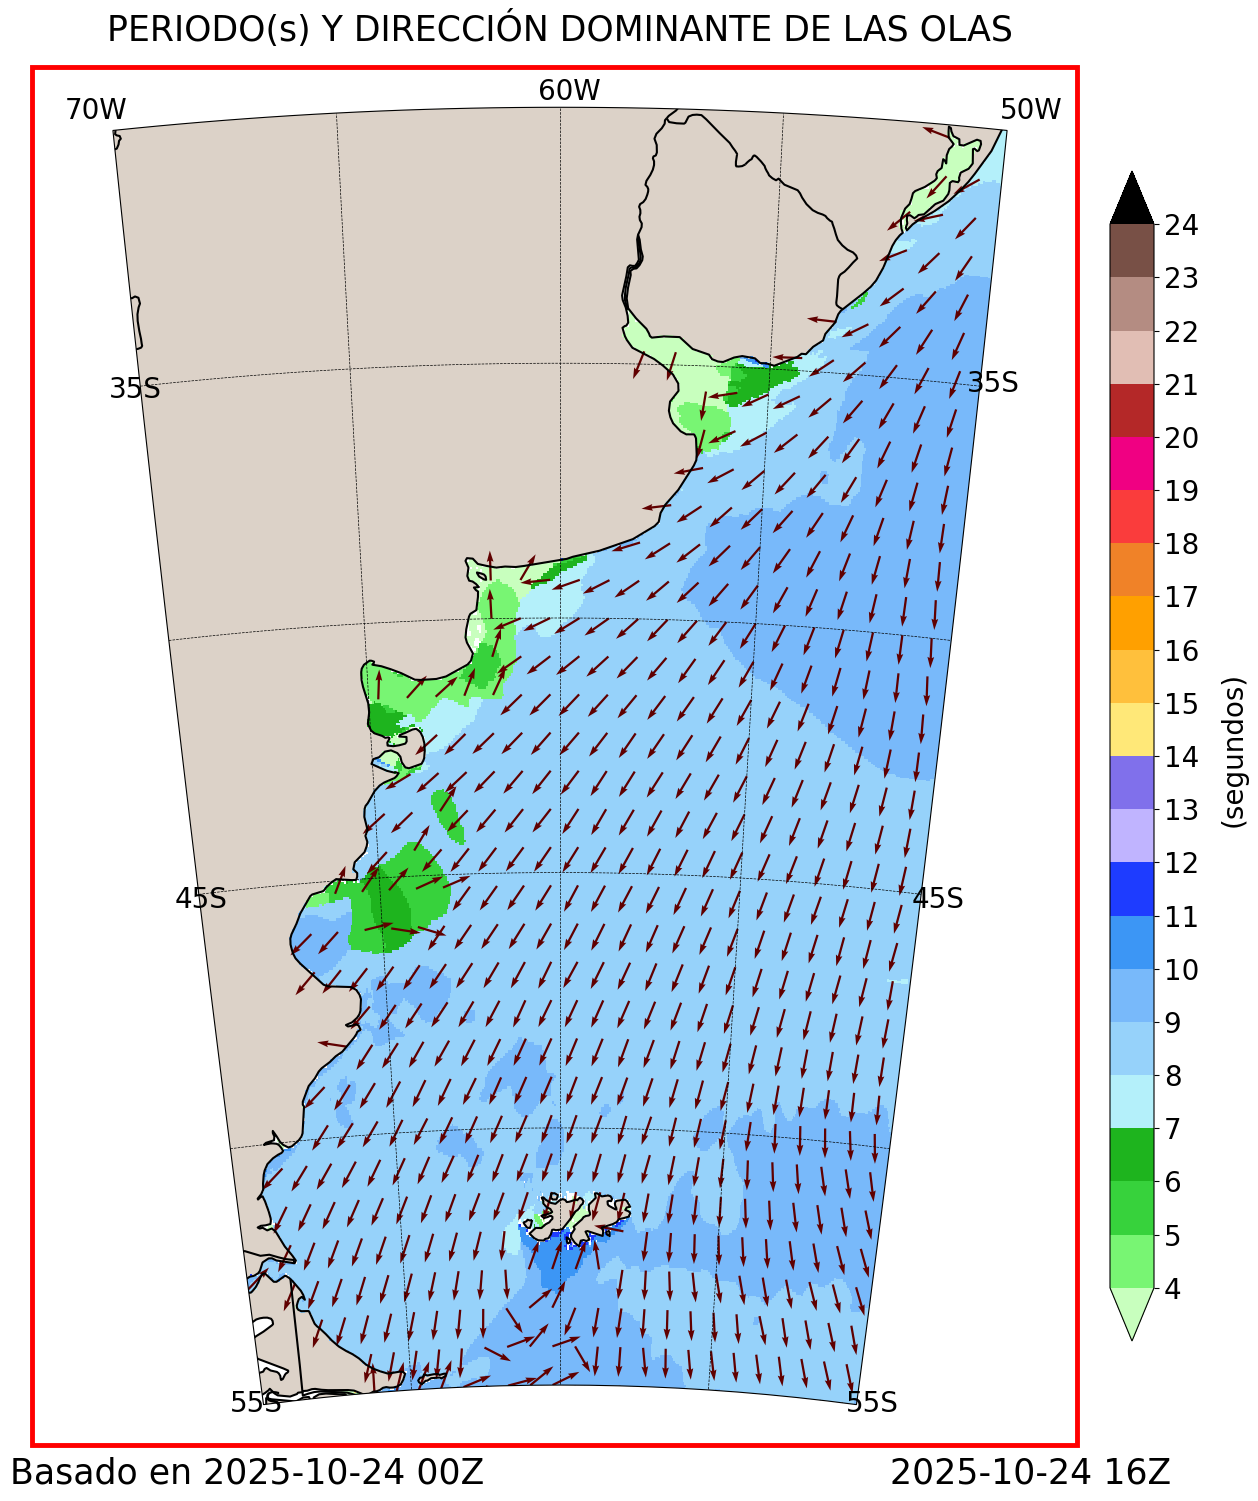 PERIODO(s) Y DIRECCIÓN DOMINANTE DE LAS OLAS
70W
60W
50W
35S
35S
45S
45S
55S
55S
24
23
22
21
20
19
18
17
16
15
14
13
12
11
10
9
8
7
6
5
4
(segundos)
Basado en 2025-10-24 00Z
2025-10-24 16Z